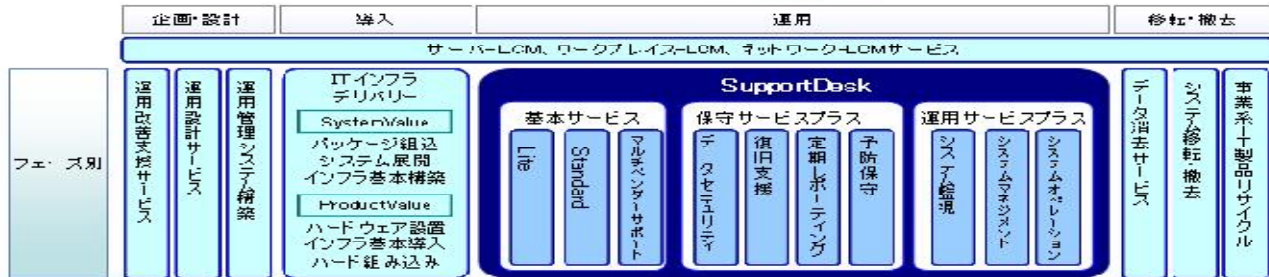 企画・設計
導入
運用
移転・撤去
サーバーLCM、ワークプレイス-LCM、ネットワーク-LCMサービス
フェーズ別
運用改善支援サービス
運用設計サービス
運用管理システム構築
ITインフラ
デリバリー
SystemValue
パッケージ組込
システム展開
インフラ基本構築
ProductValue
ハードウェア設置
インフラ基本導入
ハード組み込み
SupportDesk
基本サービス
Lite
Standard
マルチベンダーサポート
保守サービスプラス
データセキュリティ
復旧支援
定期レポーティング
予防保守
運用サービスプラス
システム監視
システムマネジメント
システムオペレーション
データ消去サービス
システム移転・撤去
事業系IT製品リサイクル